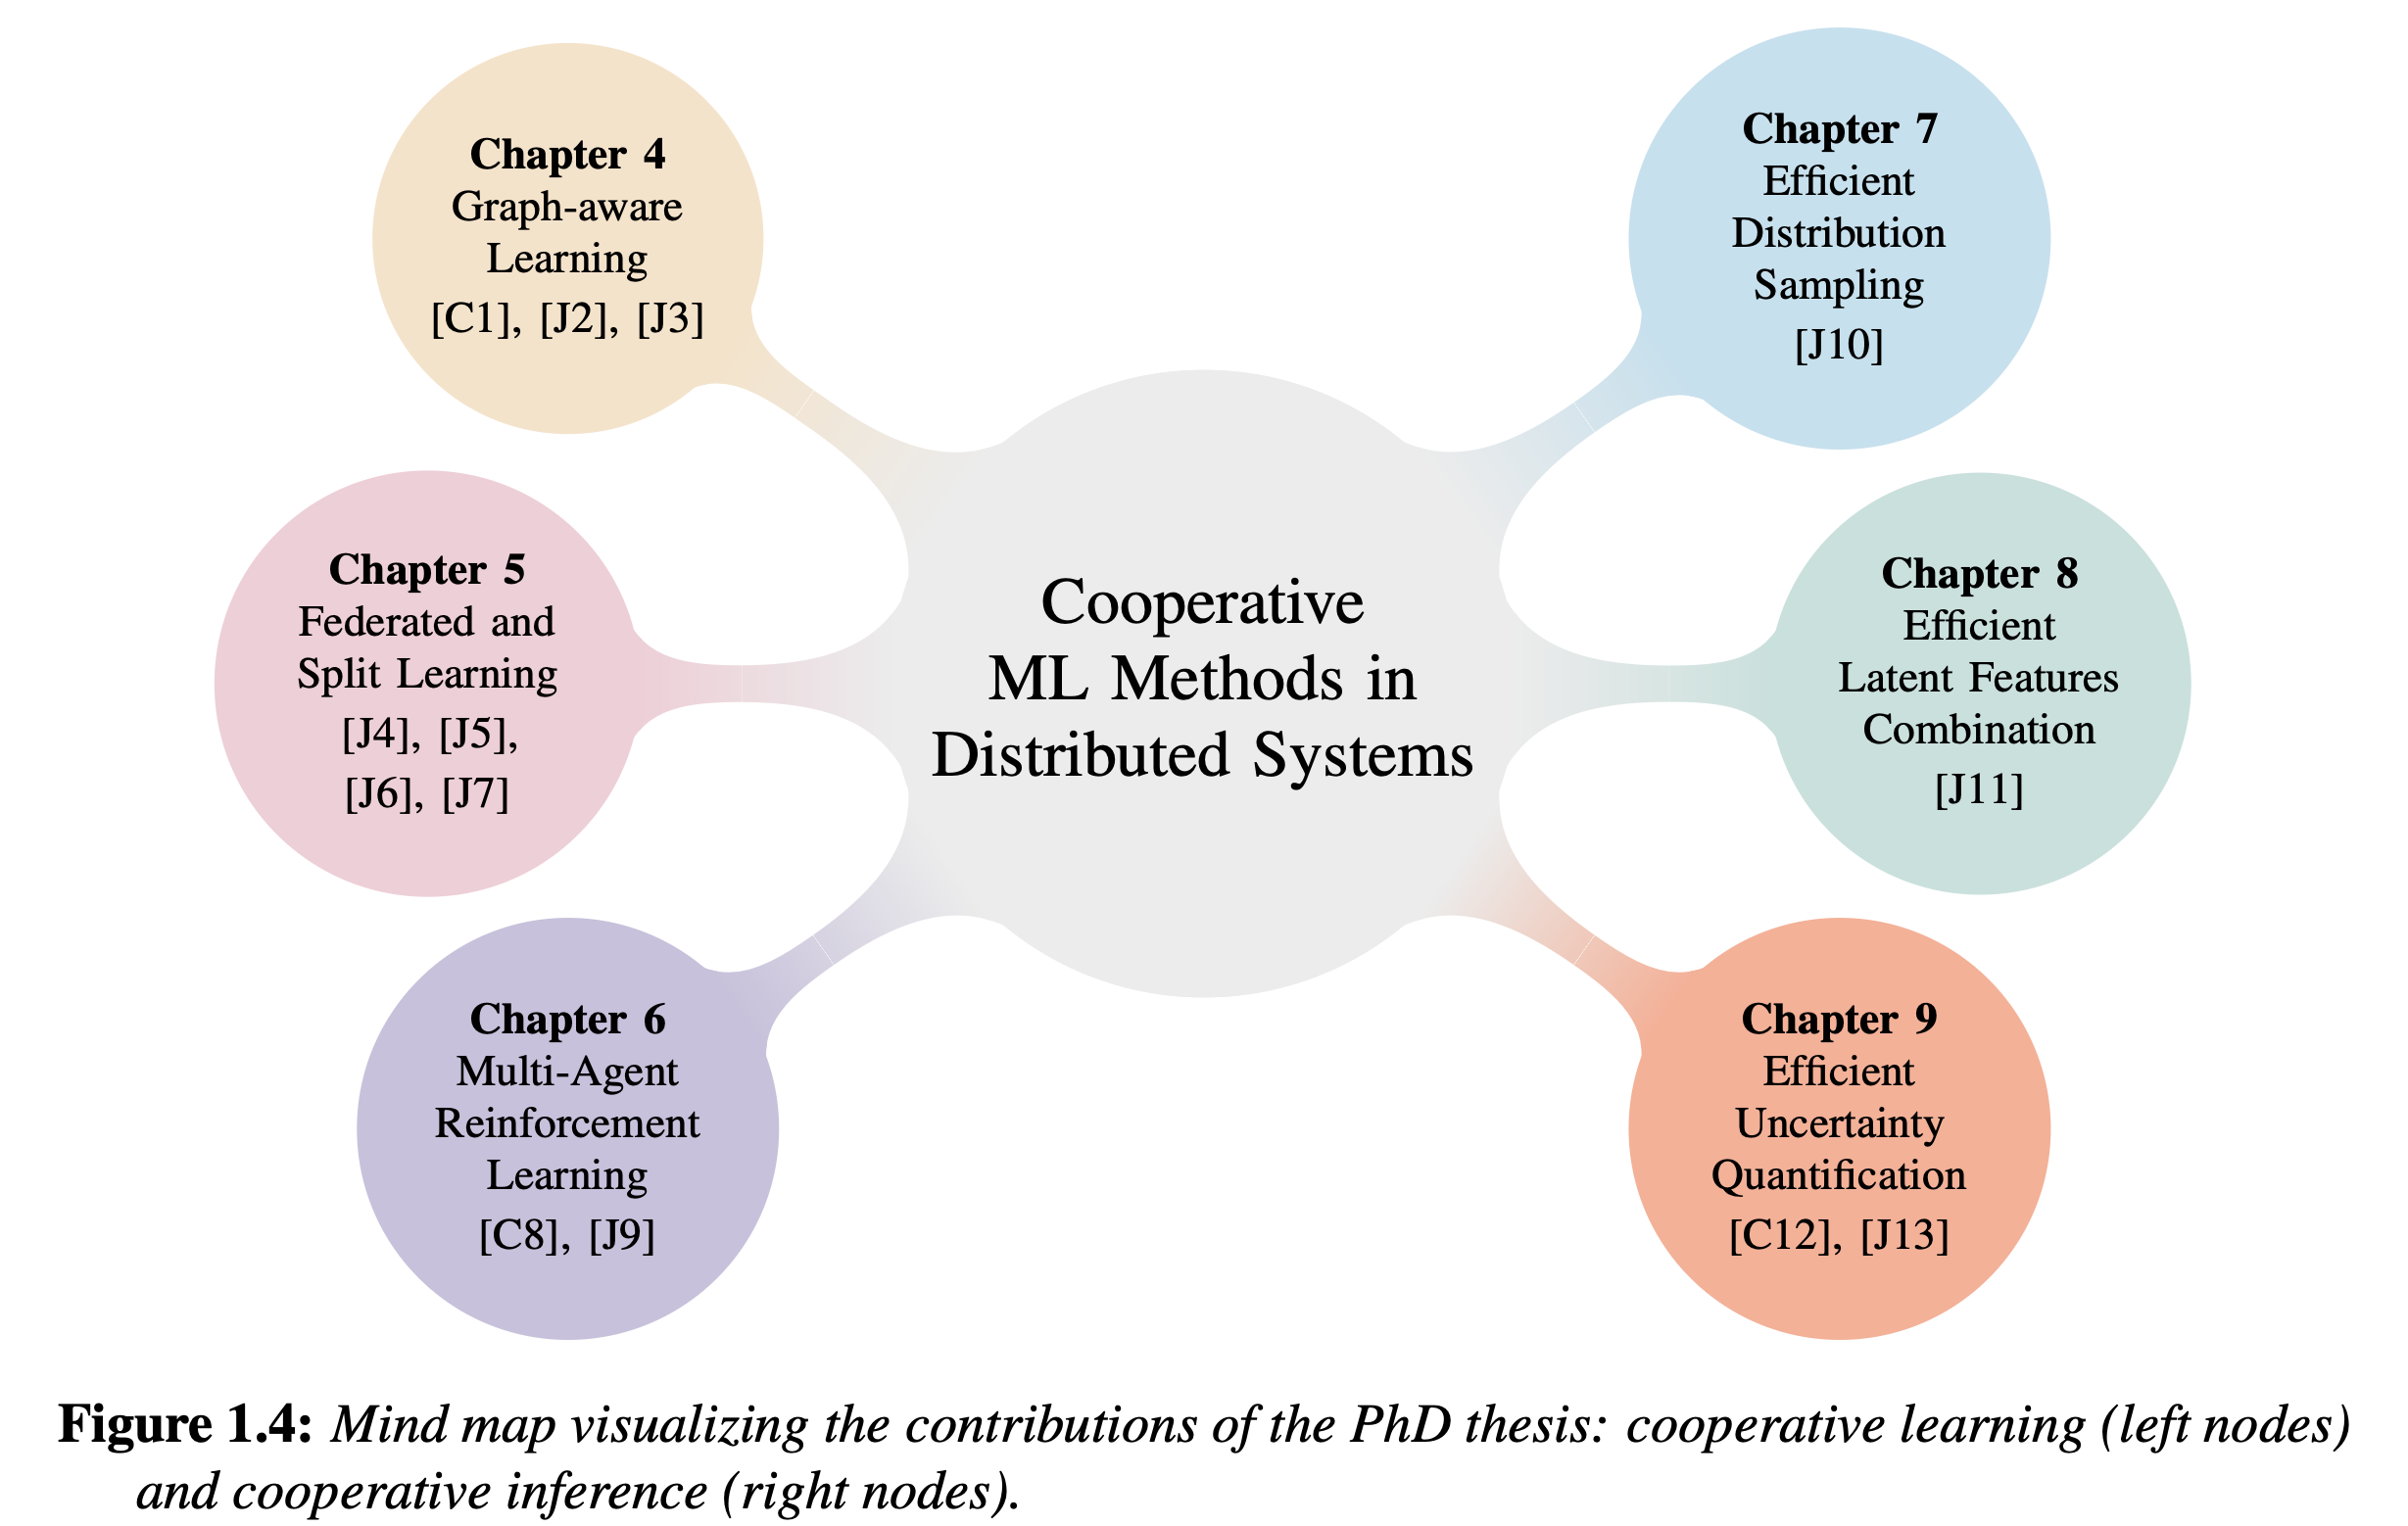 Chapter 4
Graph-aware
Learning
[C1], [J2], [J3]
Chapter 5
Federated and
Split Learning
[J4], [J5],
[J6], [J7]
Chapter 6
Multi-Agent
Reinforcement
Learning
[C8], [J9]
Cooperative
ML Methods in
Distributed Systems
Chapter 7
Efficient
Distribution
Sampling
[J10]
Chapter 8
Efficient
Latent Features
Combination
[J11]
Chapter 9
Efficient
Uncertainty
Quantification
[C12], [J13]
Figure 1.4: Mind map visualizing the contributions of the PhD thesis: cooperative learning (left nodes)
and cooperative inference (right nodes).